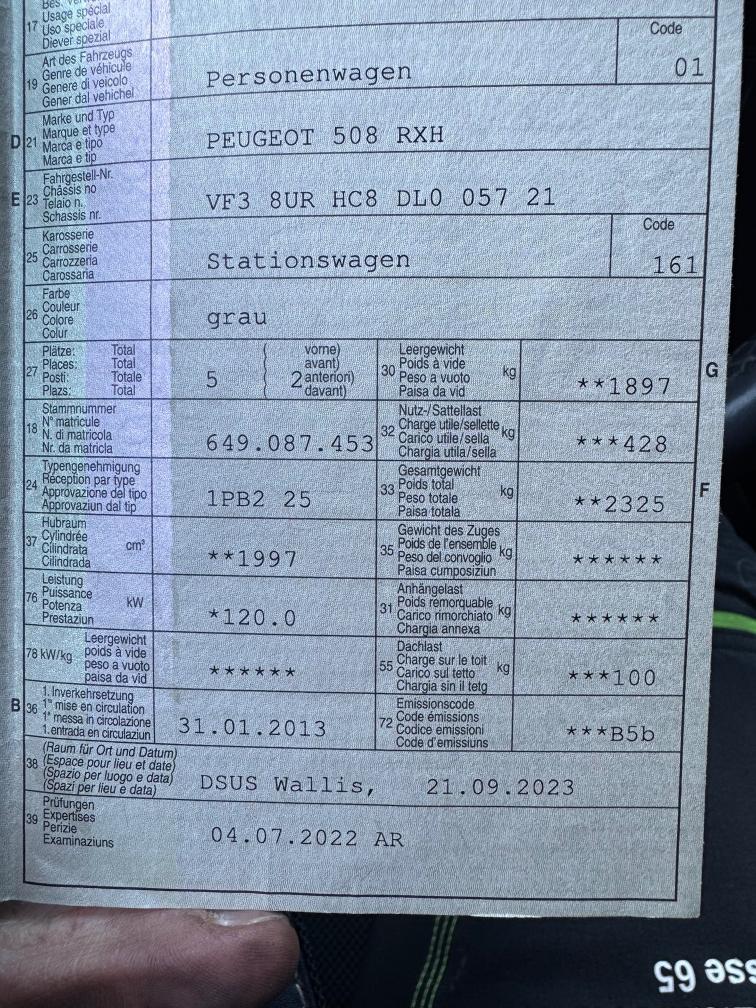 17 Usage spécial
Uso speciale
Diever spezial
19 Art des Fahrzeugs
Genre de véhicule
Genere di veicolo
Gener dal vehichel
Personenwagen
Code
01
D 21 Marke und Typ
Marque et type
Marca e tipo
Marca e tip
PEUGEOT 508 RXH
E 23 Fahrgestell-Nr.
Châssis no
Telaio n.
Schassis nr.
VF3 8UR HC8 DL0 057 21
25 Karosserie
Carrosserie
Carrozzeria
Carossaria
Stationswagen
Code
161
26 Farbe
Couleur
Colore
Colur
grau
27 Plätze: Total
Places: Total
Posti: Totale
Plazs: Total
5
( vorne)
( avant)
( 2 anteriori)
( davant)
30 Leergewicht
Poids à vide kg
Peso a vuoto
Paisa da vid
**1897
G
18 Stammnummer
N° matricule
N. di matricola
Nr. da matricla
649.087.453
32 Nutz-/Sattellast
Charge utile/sellette kg
Carico utile/sella
Chargia utila/sella
***428
24 Typengenehmigung
Réception par type
Approvazione del tipo
Approvaziun dal tip
1PB2 25
33 Gesamtgewicht
Poids total kg
Peso totale
Paisa totala
**2325
F
37 Hubraum
Cylindrée cm³
Cilindrata
Cilindrada
**1997
35 Gewicht des Zuges
Poids de l'ensemble kg
Peso del convoglio
Paisa cumposiziun
******
76 Leistung
Puissance kW
Potenza
Prestaziun
*120.0
31 Anhängelast
Poids remorquable kg
Carico rimorchiato
Chargia annexa
******
78 kW/kg Leergewicht
poids à vide
peso a vuoto
paisa da vid
******
55 Dachlast
Charge sur le toit kg
Carico sul tetto
Chargia sin il tetg
***100
B 36 1. Inverkehrsetzung
1re mise en circulation
1a messa in circolazione
1. entrada en circulaziun
31.01.2013
72 Emissionscode
Code émissions
Codice emissioni
Code d'emissiuns
***B5b
38 (Raum für Ort und Datum)
(Espace pour lieu et date)
(Spazio per luogo e data)
(Spazi per lieu e data)
DSUS Wallis, 21.09.2023
39 Prüfungen
Expertises
Perizie
Examinaziuns
04.07.2022 AR
sse 65